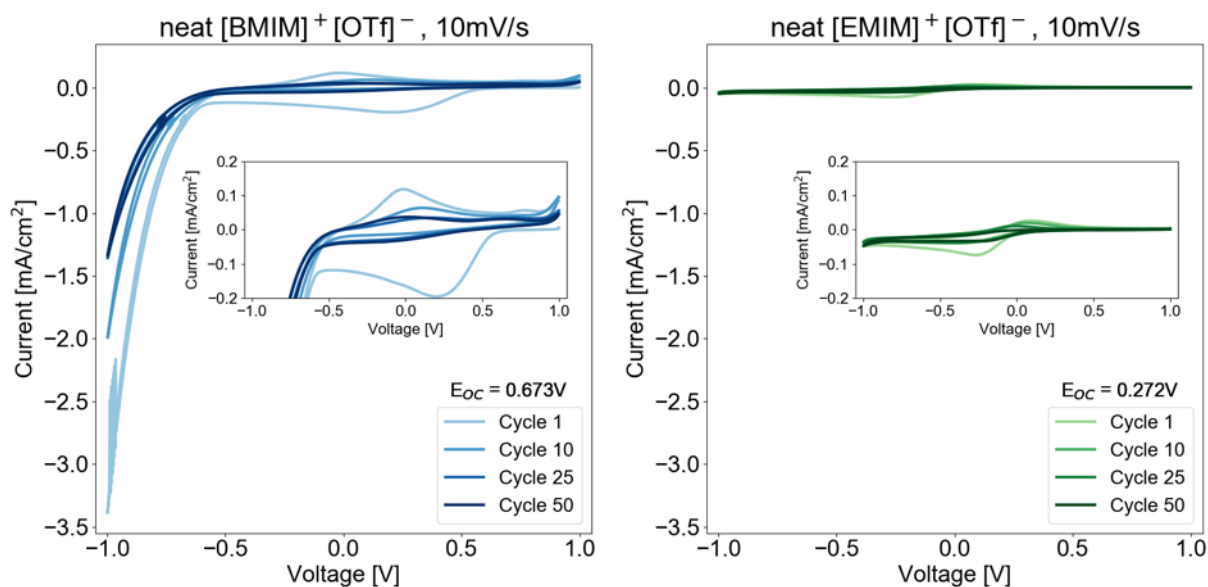 neat [BMIM]⁺[OTf]⁻, 10mV/s
Current [mA/cm²]
0.0
−0.5
−1.0
−1.5
−2.0
−2.5
−3.0
−3.5
−1.0 −0.5 0.0 0.5 1.0
Voltage [V]
Current [mA/cm²]
0.2
0.1
0.0
−0.1
−0.2
−1.0 −0.5 0.0 0.5 1.0
Voltage [V]
E_OC = 0.673V
Cycle 1
Cycle 10
Cycle 25
Cycle 50
neat [EMIM]⁺[OTf]⁻, 10mV/s
Current [mA/cm²]
0.0
−0.5
−1.0
−1.5
−2.0
−2.5
−3.0
−3.5
−1.0 −0.5 0.0 0.5 1.0
Voltage [V]
Current [mA/cm²]
0.2
0.1
0.0
−0.1
−0.2
−1.0 −0.5 0.0 0.5 1.0
Voltage [V]
E_OC = 0.272V
Cycle 1
Cycle 10
Cycle 25
Cycle 50